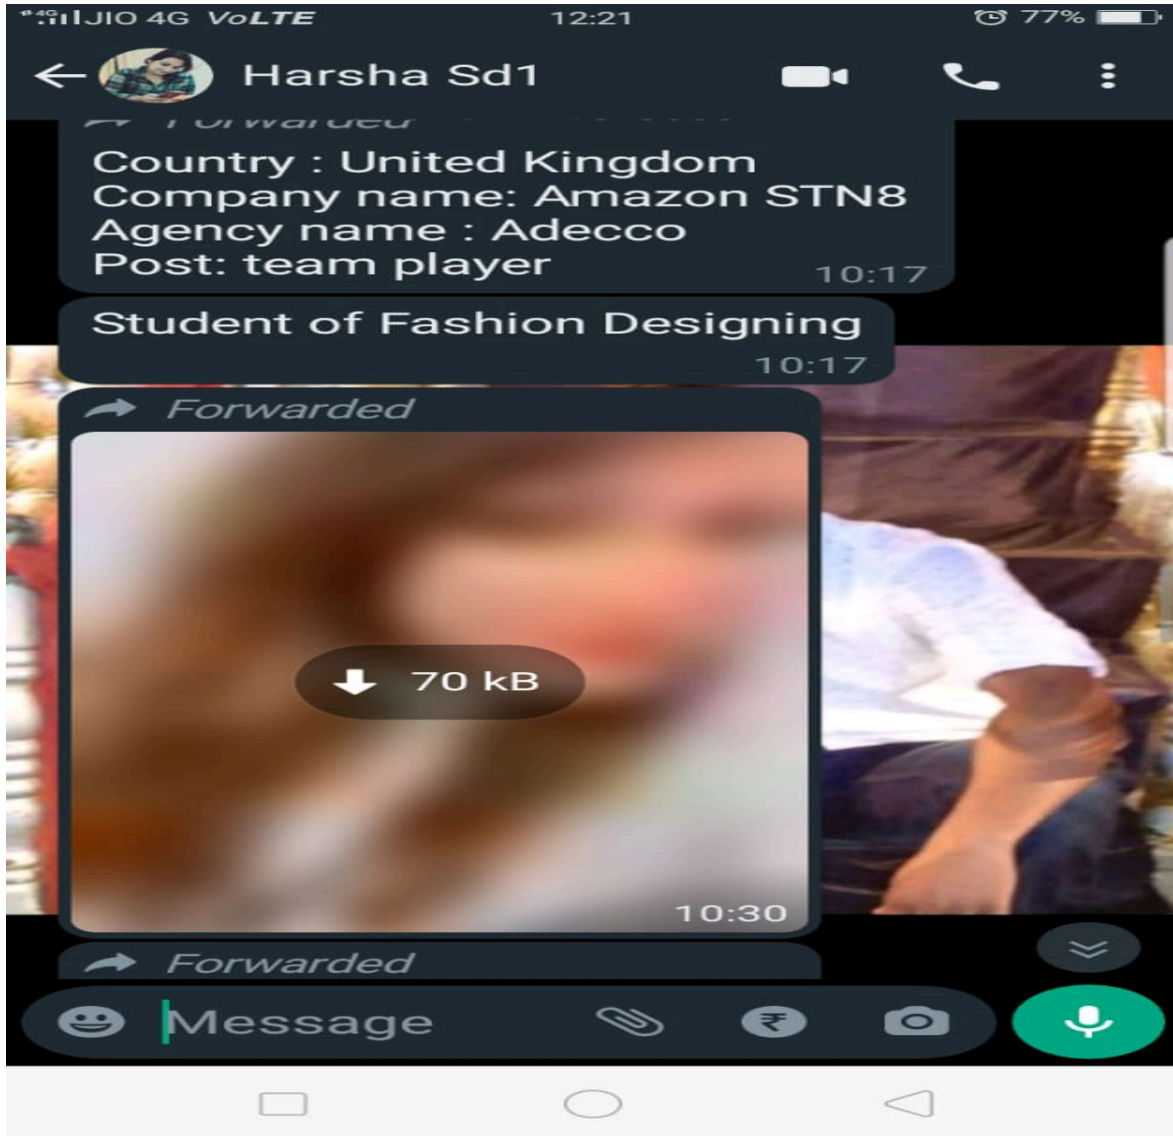 JIO 4G VoLTE 12:21 77%
Harsha Sd1
Forwarded
Country : United Kingdom
Company name: Amazon STN8
Agency name : Adecco
Post: team player
10:17
Student of Fashion Designing
10:17
Forwarded
70 kB
10:30
Forwarded
Message